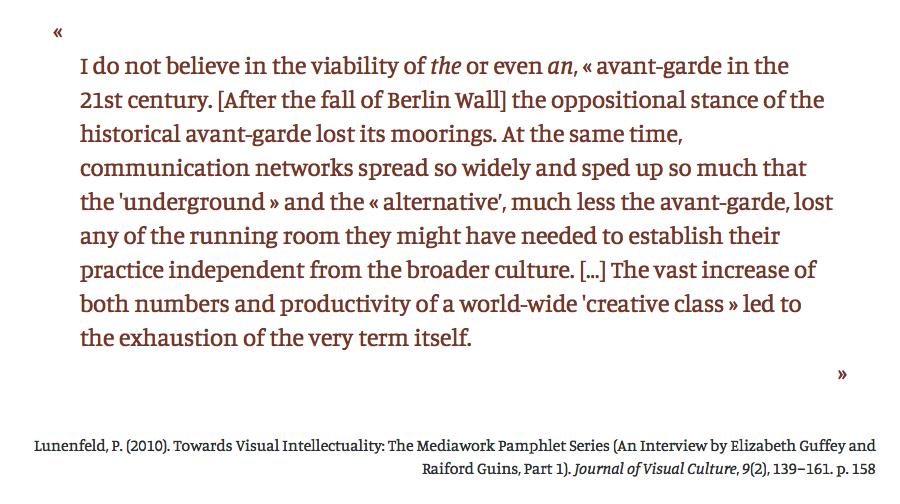 «
I do not believe in the viability of the or even an, « avant-garde in the
21st century. [After the fall of Berlin Wall] the oppositional stance of the
historical avant-garde lost its moorings. At the same time,
communication networks spread so widely and sped up so much that
the 'underground » and the « alternative’, much less the avant-garde, lost
any of the running room they might have needed to establish their
practice independent from the broader culture. [...] The vast increase of
both numbers and productivity of a world-wide 'creative class » led to
the exhaustion of the very term itself.
»
Lunenfeld, P. (2010). Towards Visual Intellectuality: The Mediawork Pamphlet Series (An Interview by Elizabeth Guffey and
Raiford Guins, Part 1). Journal of Visual Culture, 9(2), 139–161. p. 158